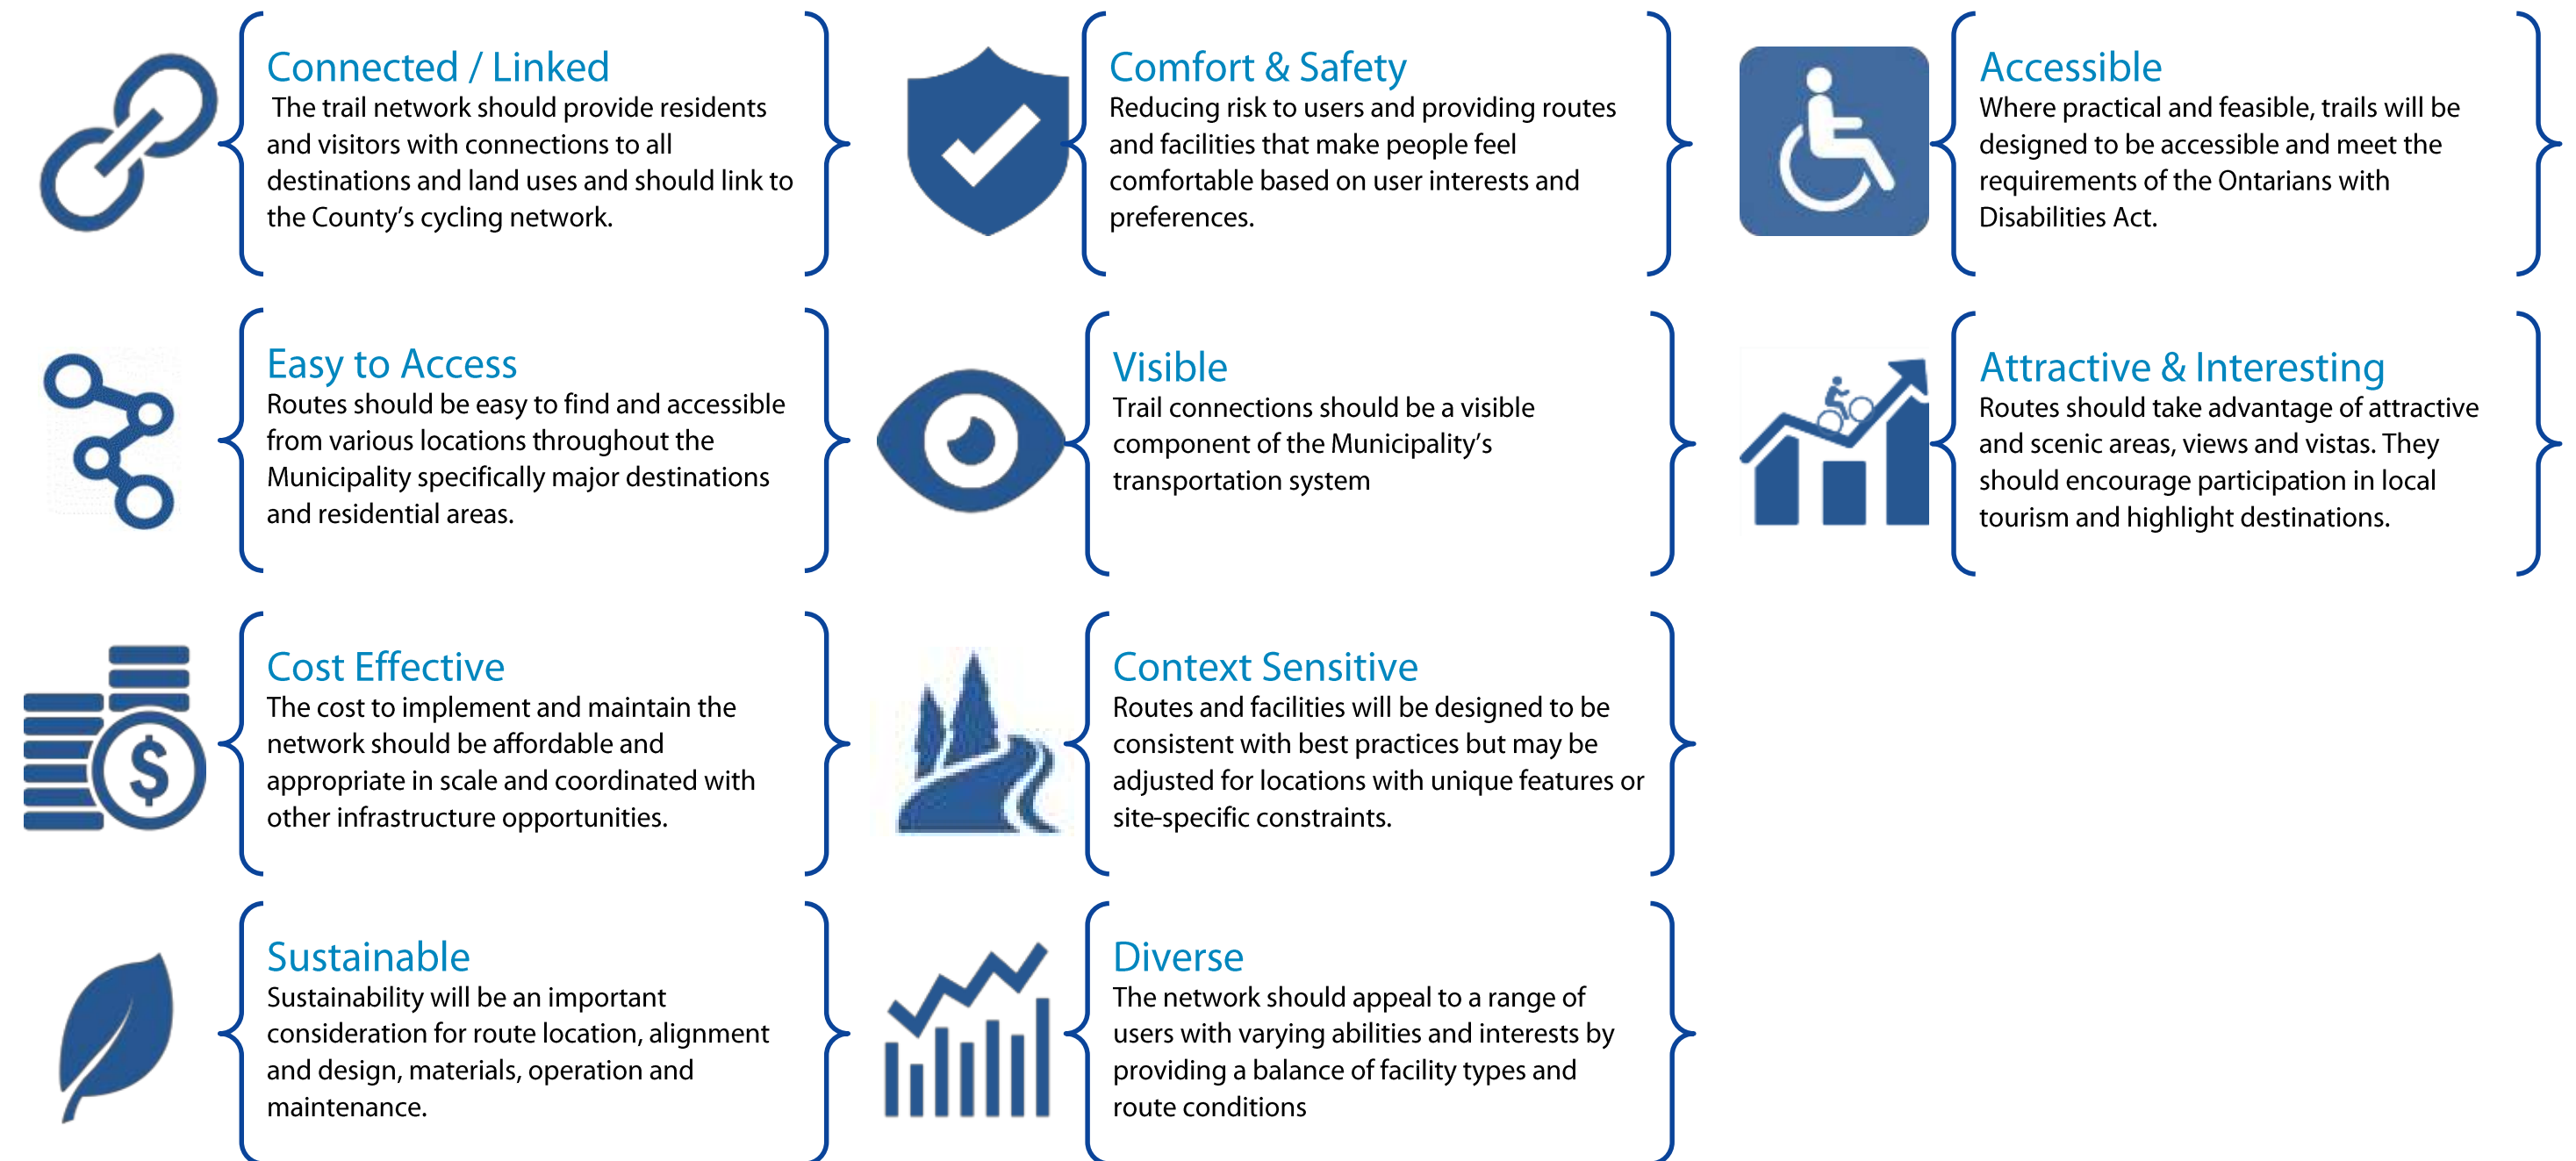 Connected / Linked
The trail network should provide residents
and visitors with connections to all
destinations and land uses and should link to
the County’s cycling network.
Comfort & Safety
Reducing risk to users and providing routes
and facilities that make people feel
comfortable based on user interests and
preferences.
Accessible
Where practical and feasible, trails will be
designed to be accessible and meet the
requirements of the Ontarians with
Disabilities Act.
Easy to Access
Routes should be easy to find and accessible
from various locations throughout the
Municipality specifically major destinations
and residential areas.
Visible
Trail connections should be a visible
component of the Municipality’s
transportation system
Attractive & Interesting
Routes should take advantage of attractive
and scenic areas, views and vistas. They
should encourage participation in local
tourism and highlight destinations.
$
Cost Effective
The cost to implement and maintain the
network should be affordable and
appropriate in scale and coordinated with
other infrastructure opportunities.
Context Sensitive
Routes and facilities will be designed to be
consistent with best practices but may be
adjusted for locations with unique features or
site-specific constraints.
Sustainable
Sustainability will be an important
consideration for route location, alignment
and design, materials, operation and
maintenance.
Diverse
The network should appeal to a range of
users with varying abilities and interests by
providing a balance of facility types and
route conditions